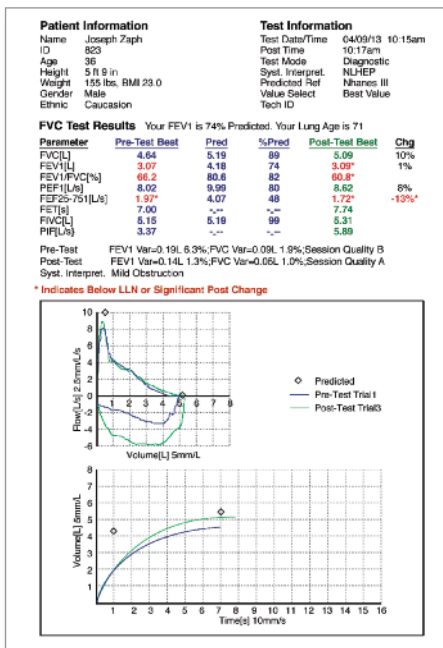 Patient Information
Test Information
Name Joseph Zaph
Test Date/Time 04/09/13 10:15am
ID 823
Post Time 10:17am
Age 36
Test Mode Diagnostic
Height 5 ft 9 in
Syst. Interpret. NLHEP
Weight 155 lbs, BMI 23.0
Predicted Ref Nhanes III
Gender Male
Value Select Best Value
Ethnic Caucasion
Tech ID
FVC Test Results Your FEV1 is 74% Predicted. Your Lung Age is 71
Parameter Pre-Test Best Pred %Pred Post-Test Best Chg
FVC[L] 4.64 5.19 89 5.09 10%
FEV1[L] 3.07 4.18 74 3.09* 1%
FEV1/FVC[%] 66.2 80.6 82 60.8*
PEF1[L/s] 8.02 9.99 80 8.62 8%
FEF25-751[L/s] 1.97* 4.07 48 1.72* -13%*
FET[s] 7.00 -.-- 7.74
FIVC[L] 5.15 5.19 99 5.31
PIF[L/s] 3.37 -.-- 5.89
Pre-Test FEV1 Var=0.19L 6.3%;FVC Var=0.09L 1.9%;Session Quality B
Post-Test FEV1 Var=0.14L 1.3%;FVC Var=0.05L 1.0%;Session Quality A
Syst. Interpret. Mild Obstruction
* Indicates Below LLN or Significant Post Change
Flow[L/s] 2.5mm/L/s
10
8
6
4
2
0
-2
-4
-6
1 2 3 4 5 6 7 8
Volume[L] 5mm/L
Predicted
Pre-Test Trial1
Post-Test Trial3
Volume[L] 5mm/L
8
7
6
5
4
3
2
1
1 2 3 4 5 6 7 8 9 10 11 12 13 14 15 16
Time[s] 10mm/s